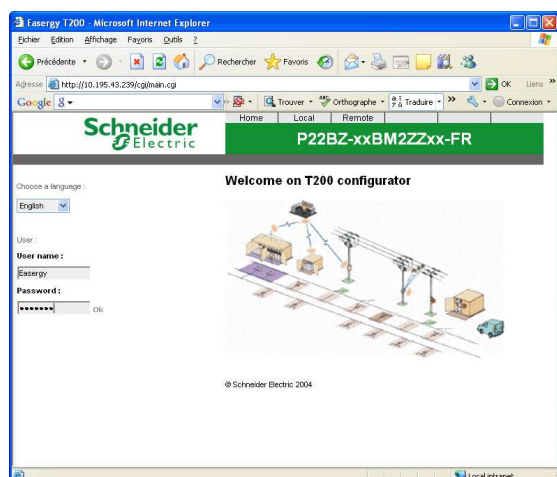 Easergy T200 - Microsoft Internet Explorer
Fichier Edition Affichage Favoris Outils ?
Précédente Rechercher Favoris
Adresse http://10.195.43.239/cgi/main.cgi OK Liens »
Google Trouver Orthographe Traduire » Connexion
Home Local Remote
Schneider
Electric
P22BZ-xxBM2ZZxx-FR
Choose a language :
English
User :
User name :
Easergy
Password :
•••••••
Ok
Welcome on T200 configurator
© Schneider Electric 2004
Local intranet